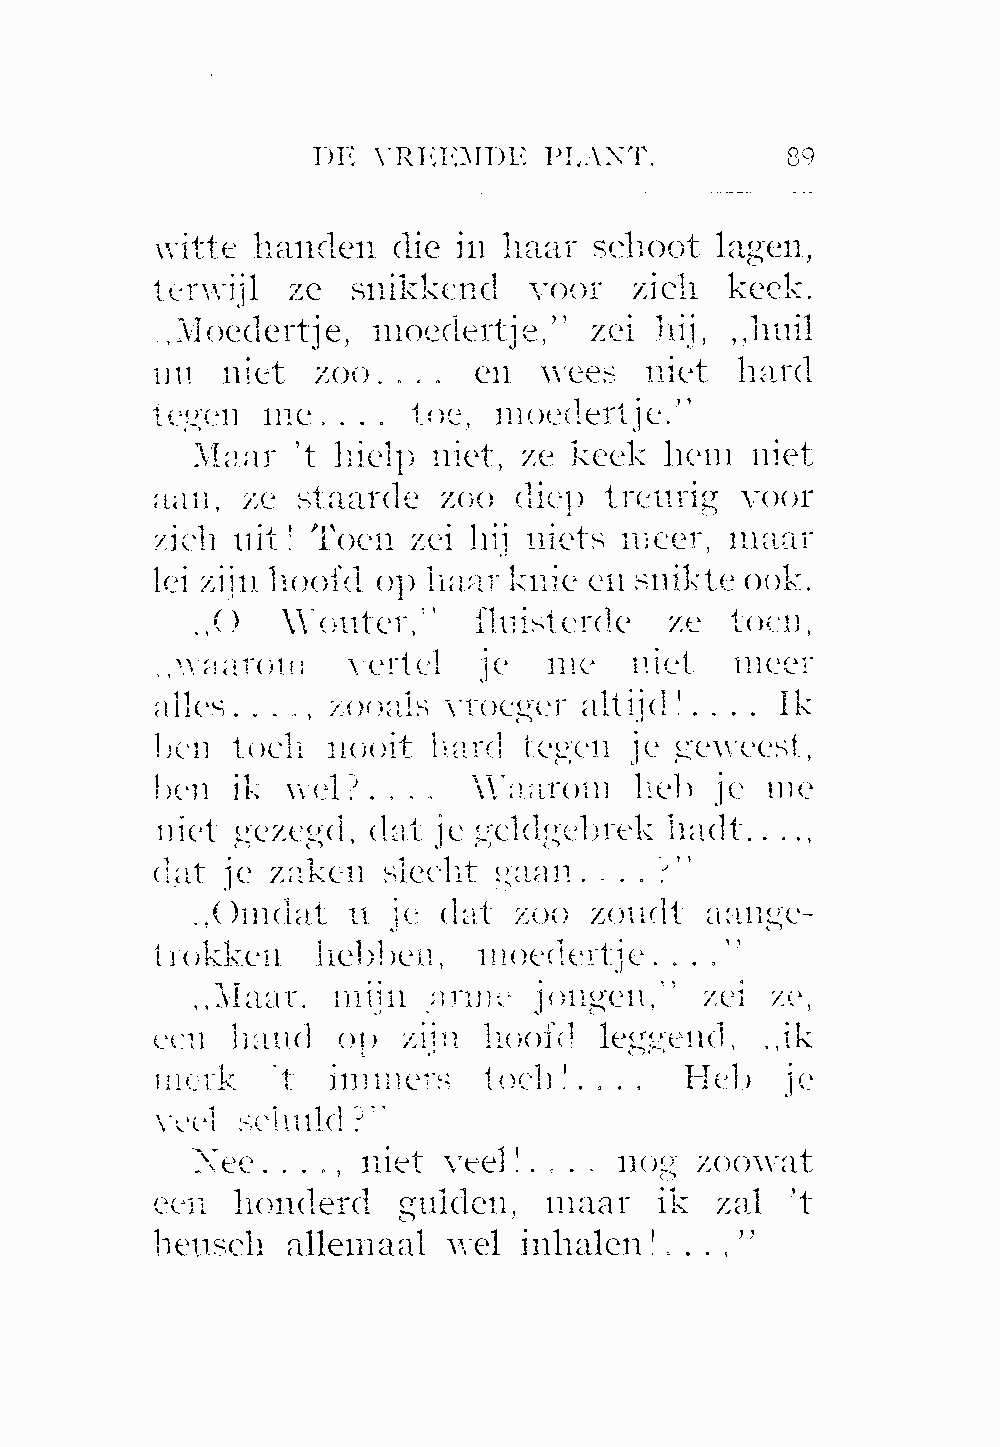 DE VREEMDE PLANT. 89
witte handen die in haar schoot lagen,
terwijl ze snikkend voor zich keek.
„Moedertje, moedertje,” zei hij, „huil
nu niet zoo.... en wees niet hard
tegen me.... toe, moedertje.”
Maar 't hielp niet, ze keek hem niet
aan, ze staarde zoo diep treurig voor
zich uit! Toen zei hij niets meer, maar
lei zijn hoofd op haar knie en snikte ook.
„O Wouter,” fluisterde ze toen,
„waarom vertel je me niet meer
alles...., zooals vroeger altijd!.... Ik
ben toch nooit hard tegen je geweest,
ben ik wel?.... Waarom heb je me
niet gezegd, dat je geldgebrek hadt....,
dat je zaken slecht gaan....?”
„Omdat u je dat zoo zoudt aange-
trokken hebben, moedertje....”
„Maar, mijn arme jongen,” zei ze,
een hand op zijn hoofd leggend, „ik
merk 't immers toch!.... Heb je
veel schuld?”
Nee...., niet veel!.... nog zoowat
een honderd gulden, maar ik zal 't
heusch allemaal wel inhalen!....”